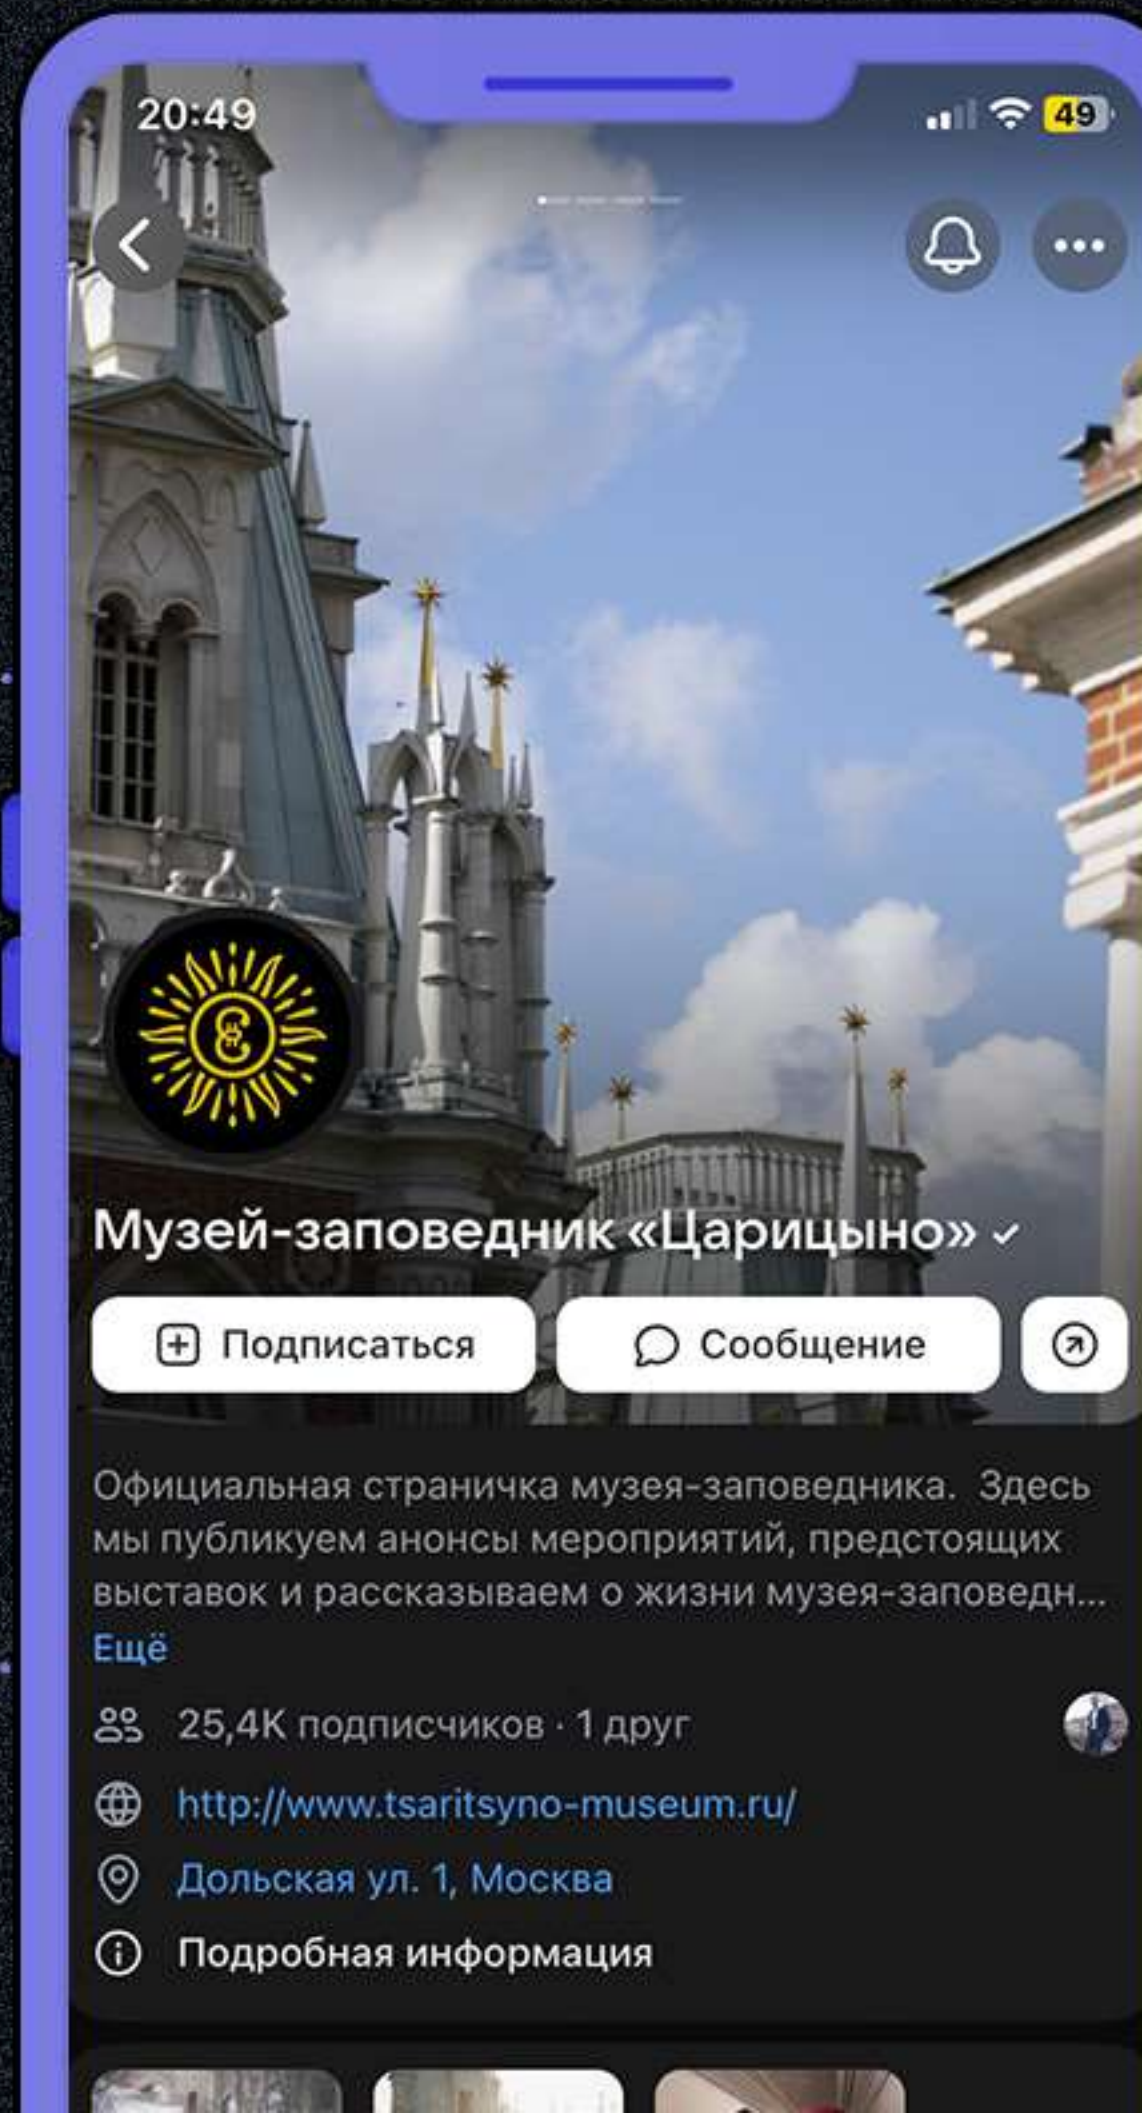 20:49
49
Музей-заповедник «Царицыно»
Подписаться
Сообщение
Официальная страничка музея-заповедника. Здесь
мы публикуем анонсы мероприятий, предстоящих
выставок и рассказываем о жизни музея-заповедн...
Ещё
25,4K подписчиков · 1 друг
http://www.tsaritsyno-museum.ru/
Дольская ул. 1, Москва
Подробная информация